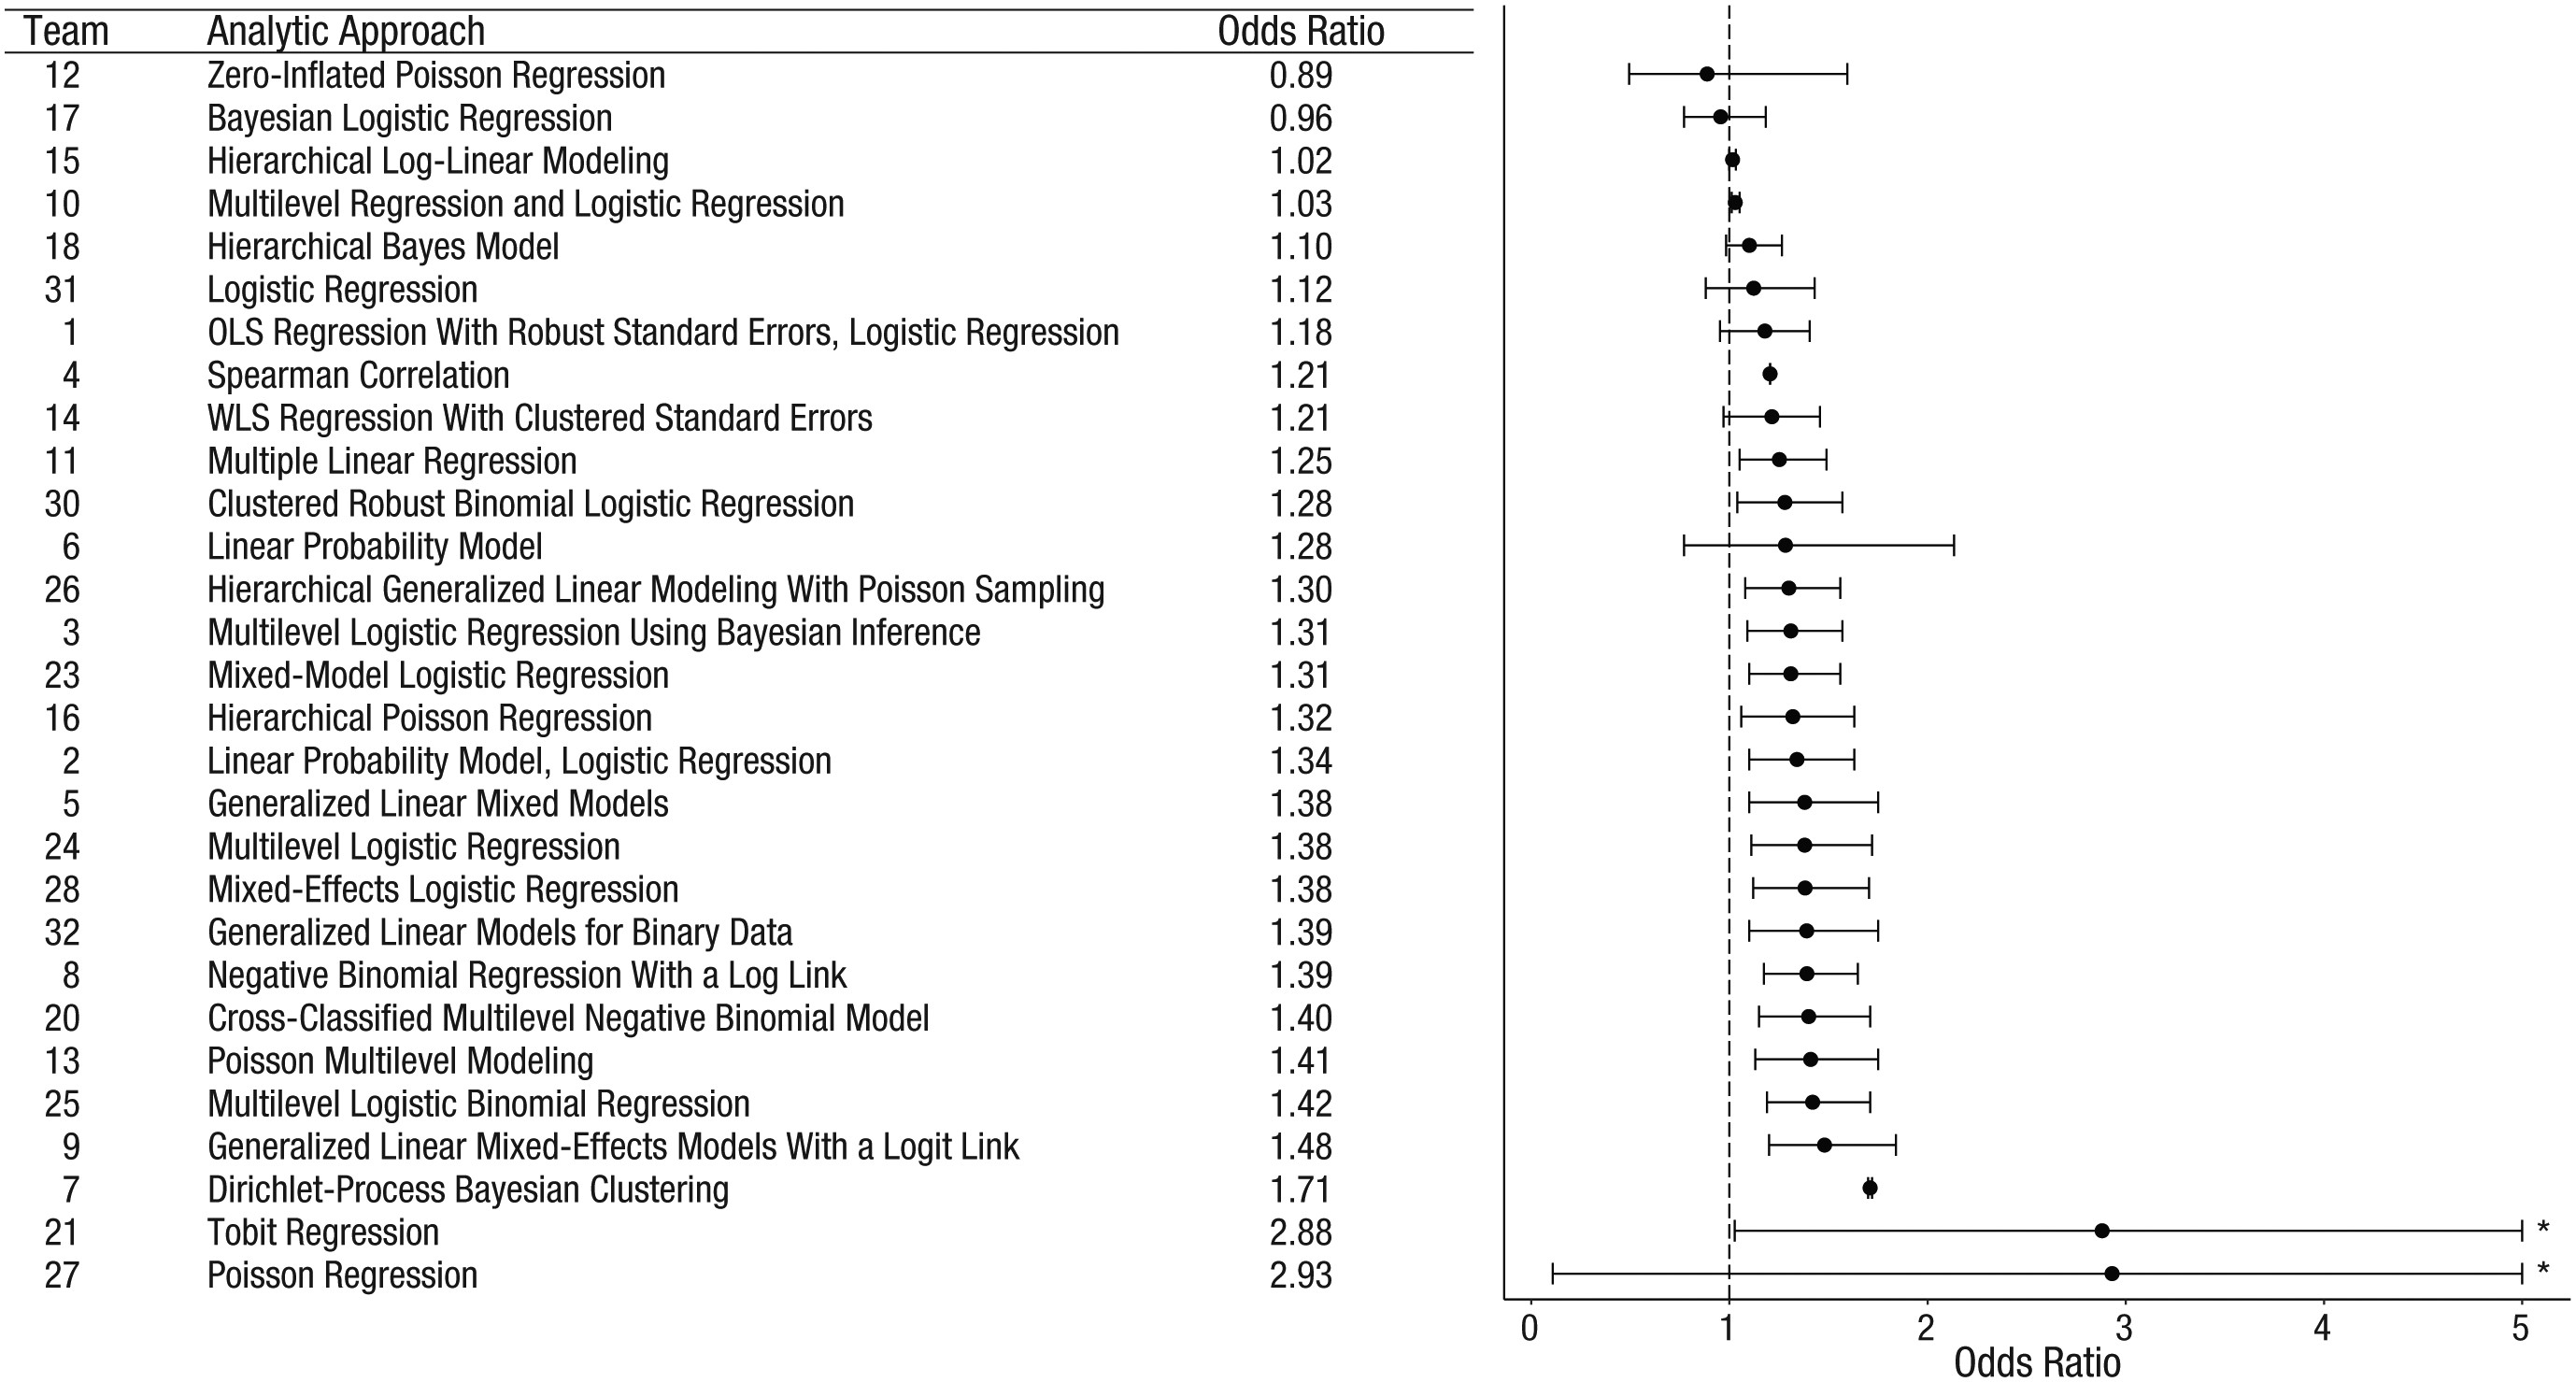 Team Analytic Approach Odds Ratio
12 Zero-Inflated Poisson Regression 0.89
17 Bayesian Logistic Regression 0.96
15 Hierarchical Log-Linear Modeling 1.02
10 Multilevel Regression and Logistic Regression 1.03
18 Hierarchical Bayes Model 1.10
31 Logistic Regression 1.12
1 OLS Regression With Robust Standard Errors, Logistic Regression 1.18
4 Spearman Correlation 1.21
14 WLS Regression With Clustered Standard Errors 1.21
11 Multiple Linear Regression 1.25
30 Clustered Robust Binomial Logistic Regression 1.28
6 Linear Probability Model 1.28
26 Hierarchical Generalized Linear Modeling With Poisson Sampling 1.30
3 Multilevel Logistic Regression Using Bayesian Inference 1.31
23 Mixed-Model Logistic Regression 1.31
16 Hierarchical Poisson Regression 1.32
2 Linear Probability Model, Logistic Regression 1.34
5 Generalized Linear Mixed Models 1.38
24 Multilevel Logistic Regression 1.38
28 Mixed-Effects Logistic Regression 1.38
32 Generalized Linear Models for Binary Data 1.39
8 Negative Binomial Regression With a Log Link 1.39
20 Cross-Classified Multilevel Negative Binomial Model 1.40
13 Poisson Multilevel Modeling 1.41
25 Multilevel Logistic Binomial Regression 1.42
9 Generalized Linear Mixed-Effects Models With a Logit Link 1.48
7 Dirichlet-Process Bayesian Clustering 1.71
21 Tobit Regression 2.88 *
27 Poisson Regression 2.93 *
0 1 2 3 4 5
Odds Ratio